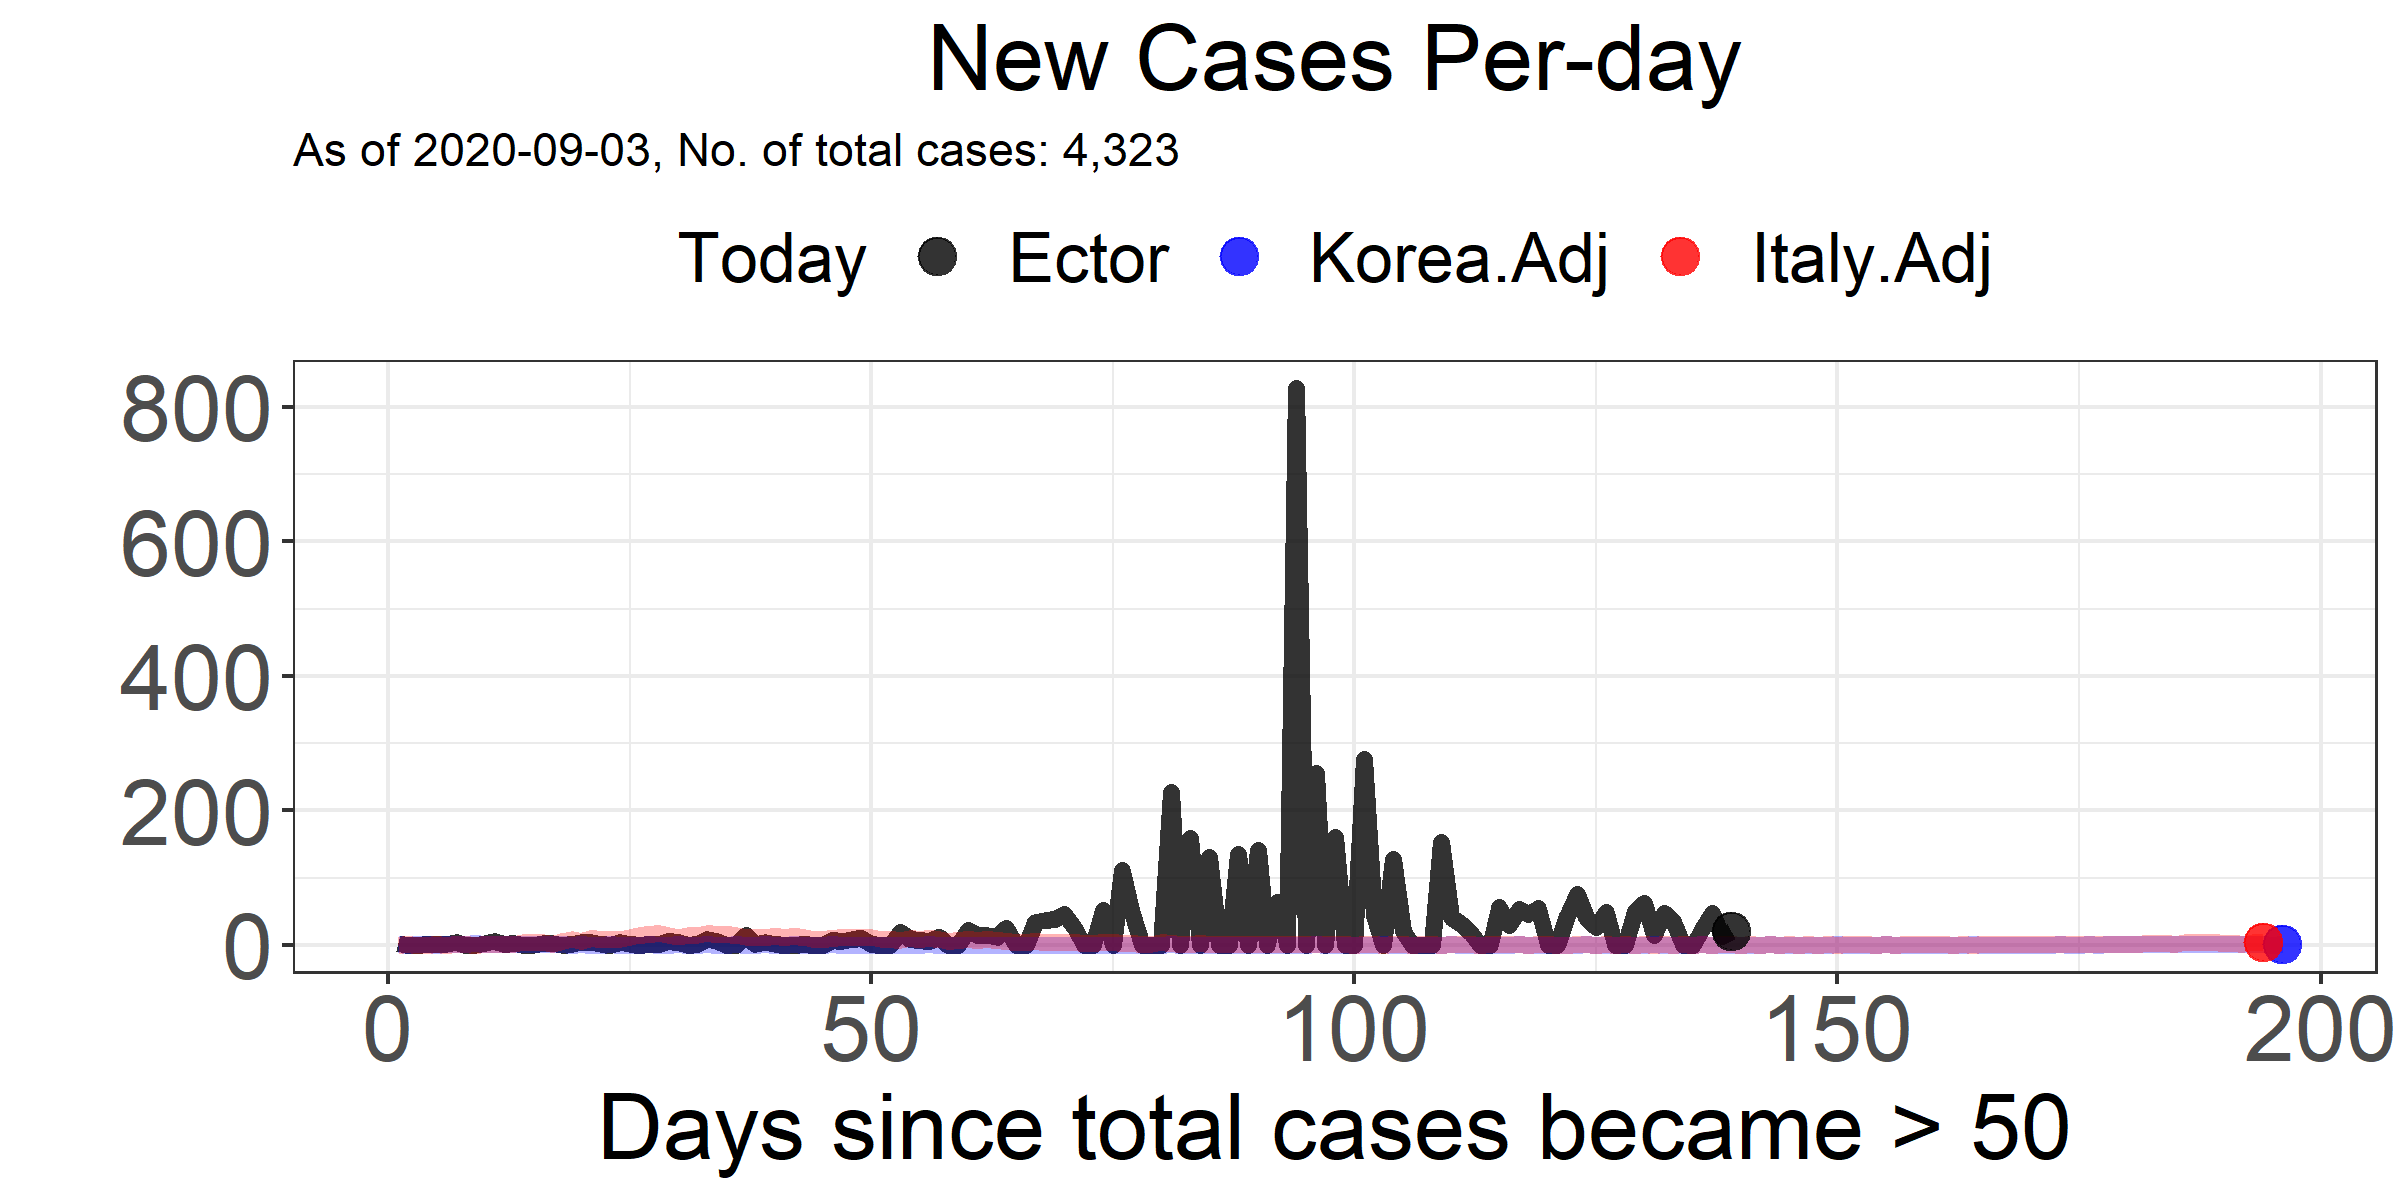 New Cases Per-day
As of 2020-09-03, No. of total cases: 4,323
Today Ector Korea.Adj Italy.Adj
800
600
400
200
0
0 50 100 150 200
Days since total cases became > 50